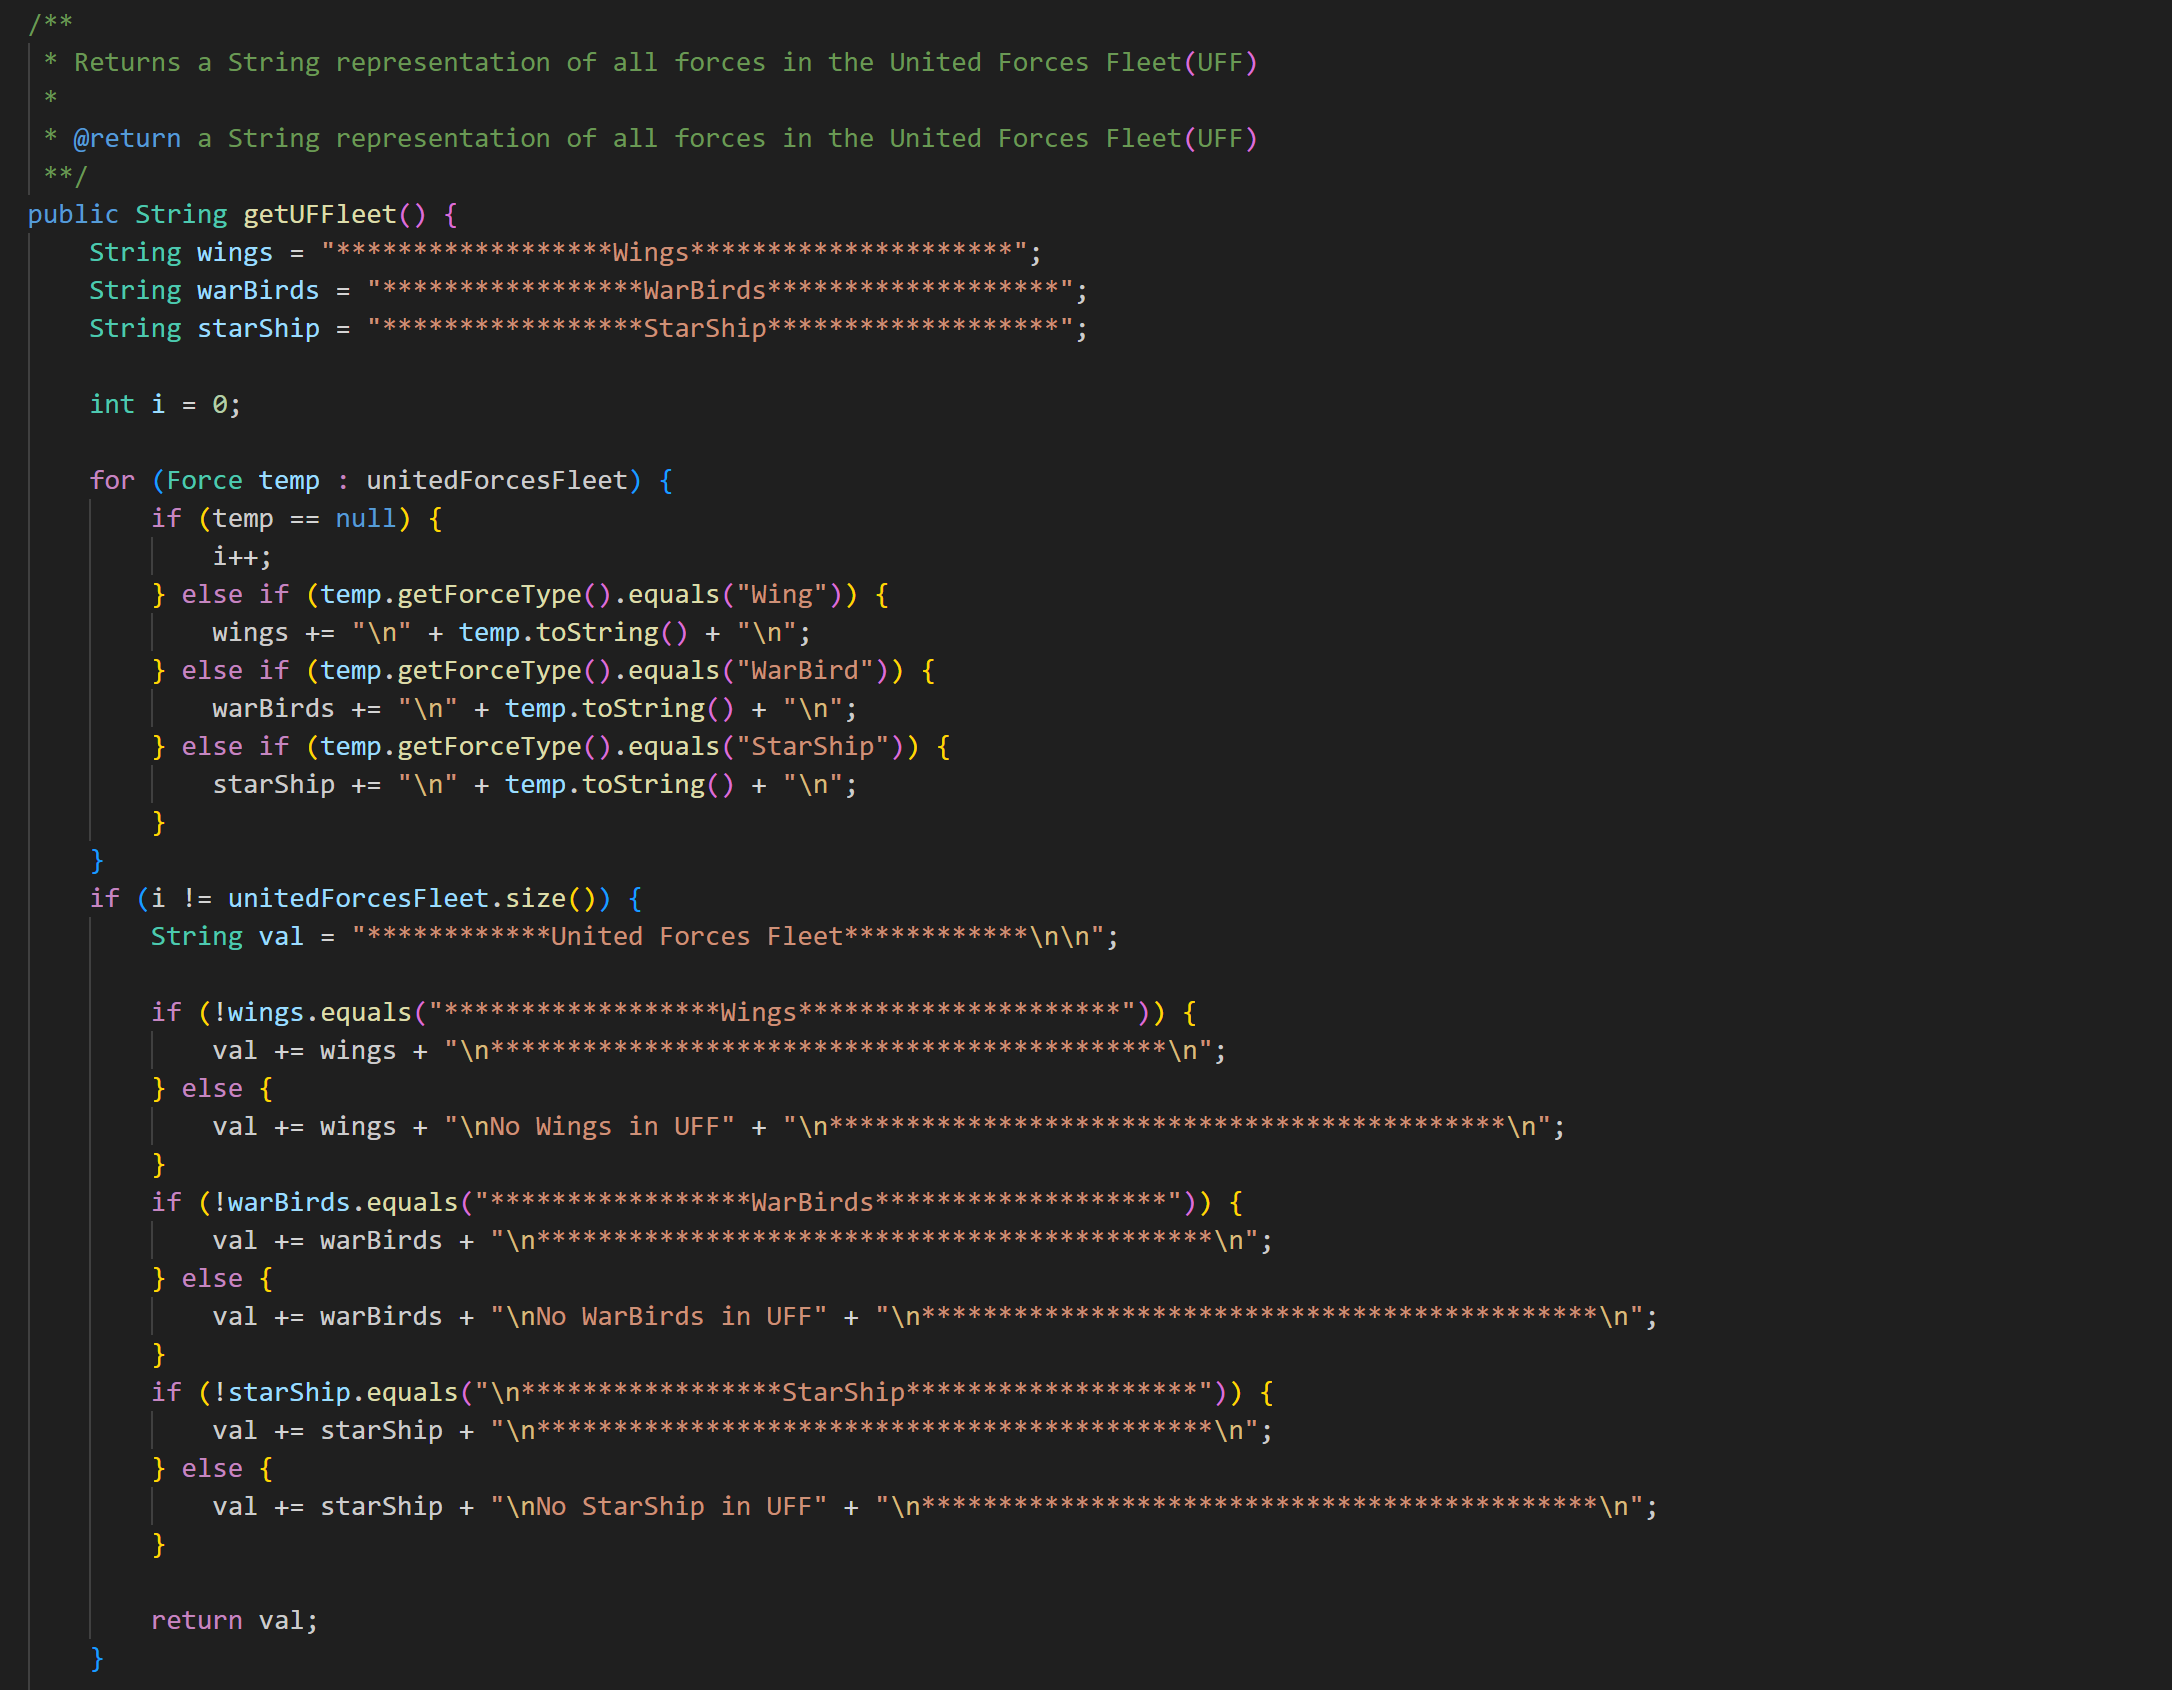 /**
 * Returns a String representation of all forces in the United Forces Fleet(UFF)
 *
 * @return a String representation of all forces in the United Forces Fleet(UFF)
 **/
public String getUFFleet() {
    String wings = "******************Wings*********************";
    String warBirds = "*****************WarBirds*******************";
    String starShip = "*****************StarShip*******************";

    int i = 0;

    for (Force temp : unitedForcesFleet) {
        if (temp == null) {
            i++;
        } else if (temp.getForceType().equals("Wing")) {
            wings += "\n" + temp.toString() + "\n";
        } else if (temp.getForceType().equals("WarBird")) {
            warBirds += "\n" + temp.toString() + "\n";
        } else if (temp.getForceType().equals("StarShip")) {
            starShip += "\n" + temp.toString() + "\n";
        }
    }
    if (i != unitedForcesFleet.size()) {
        String val = "************United Forces Fleet************\n\n";

        if (!wings.equals("******************Wings*********************")) {
            val += wings + "\n********************************************\n";
        } else {
            val += wings + "\nNo Wings in UFF" + "\n********************************************\n";
        }
        if (!warBirds.equals("*****************WarBirds*******************")) {
            val += warBirds + "\n********************************************\n";
        } else {
            val += warBirds + "\nNo WarBirds in UFF" + "\n********************************************\n";
        }
        if (!starShip.equals("\n*****************StarShip*******************")) {
            val += starShip + "\n********************************************\n";
        } else {
            val += starShip + "\nNo StarShip in UFF" + "\n********************************************\n";
        }

        return val;
    }